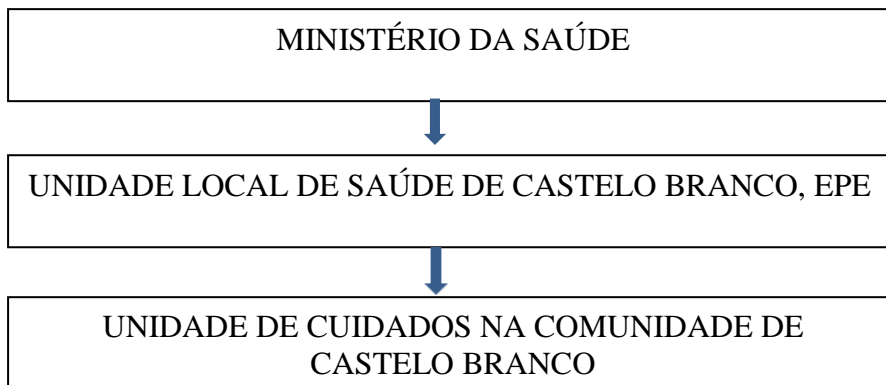 MINISTÉRIO DA SAÚDE
UNIDADE LOCAL DE SAÚDE DE CASTELO BRANCO, EPE
UNIDADE DE CUIDADOS NA COMUNIDADE DE
CASTELO BRANCO